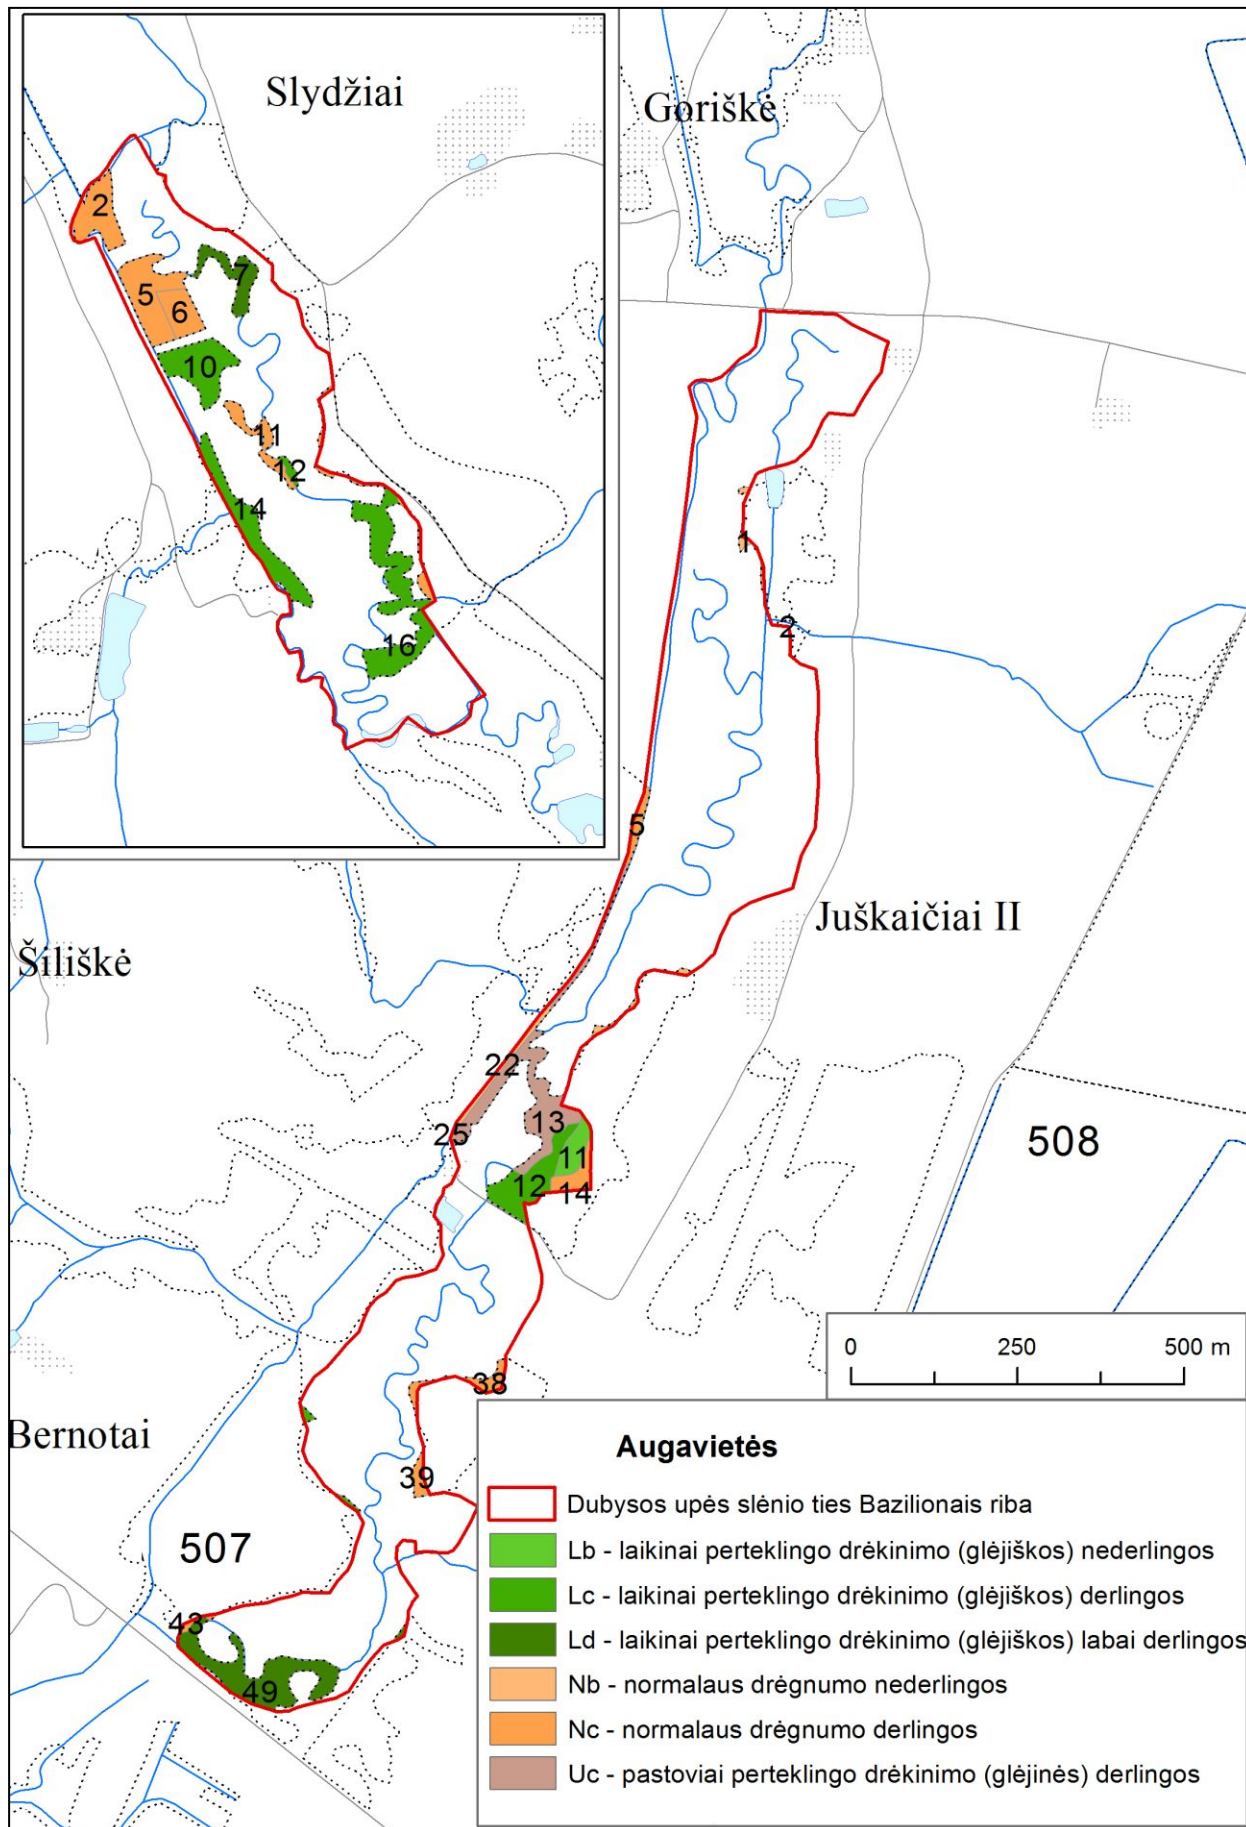 Slydžiai
Goriškė
2
7
5
6
10
11
12
14
16
1
2
5
Juškaičiai II
Šiliškė
22
13
25
11
12
14
508
0 250 500 m
38
Bernotai
39
507
43
49
Augavietės
Dubysos upės slėnio ties Bazilionais riba
Lb - laikinai perteklingo drėkinimo (glėjiškos) nederlingos
Lc - laikinai perteklingo drėkinimo (glėjiškos) derlingos
Ld - laikinai perteklingo drėkinimo (glėjiškos) labai derlingos
Nb - normalaus drėgnumo nederlingos
Nc - normalaus drėgnumo derlingos
Uc - pastoviai perteklingo drėkinimo (glėjinės) derlingos